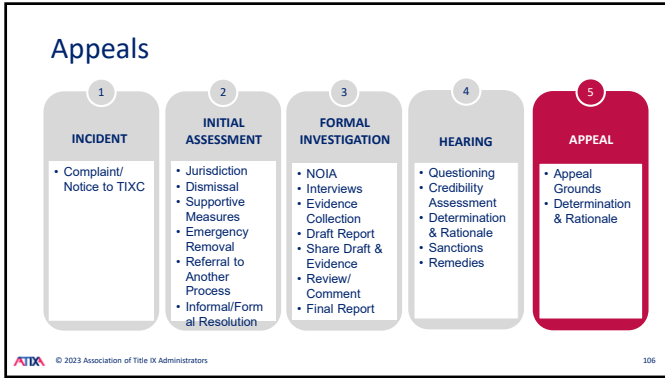 Appeals
1
INCIDENT
• Complaint/
Notice to TIXC
2
INITIAL
ASSESSMENT
• Jurisdiction
• Dismissal
• Supportive
Measures
• Emergency
Removal
• Referral to
Another
Process
• Informal/Form
al Resolution
3
FORMAL
INVESTIGATION
• NOIA
• Interviews
• Evidence
Collection
• Draft Report
• Share Draft &
Evidence
• Review/
Comment
• Final Report
4
HEARING
• Questioning
• Credibility
Assessment
• Determination
& Rationale
• Sanctions
• Remedies
5
APPEAL
• Appeal
Grounds
• Determination
& Rationale
ATIXA © 2023 Association of Title IX Administrators 106